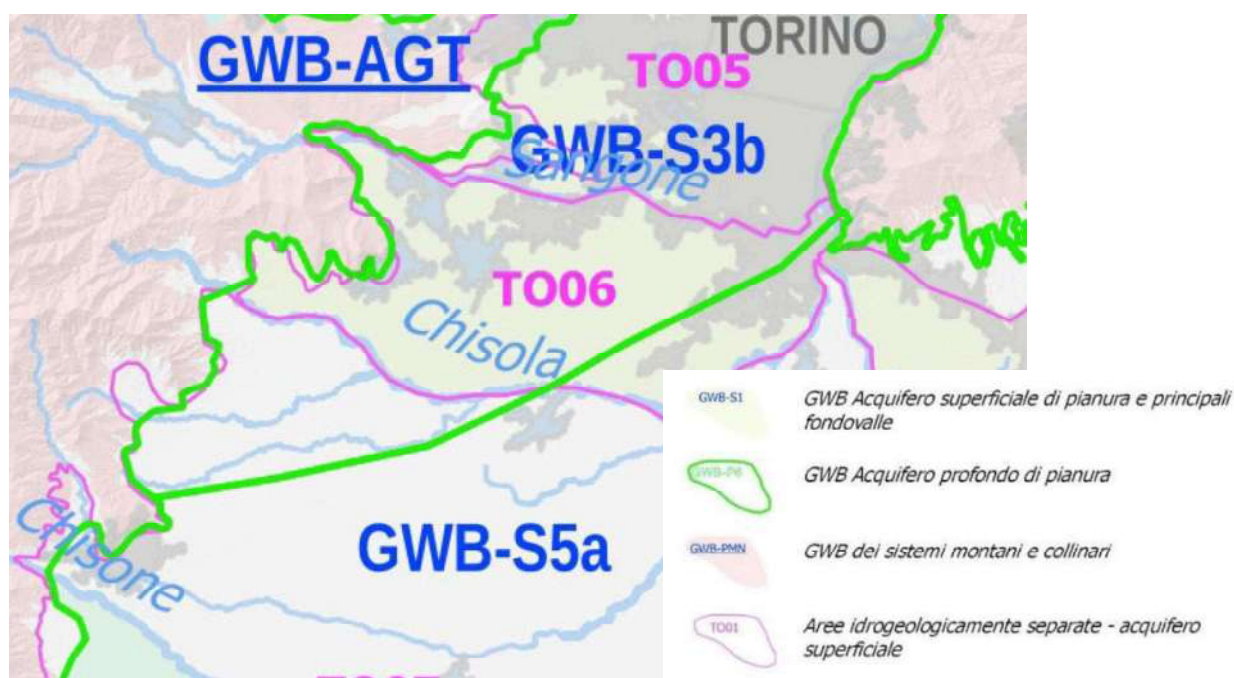 TORINO
GWB-AGT
TO05
GWB-S3b
Sangone
TO06
Chisola
GWB-S5a
Chisone
GWB-S1
GWB Acquifero superficiale di pianura e principali
fondovalle
GWB-P6
GWB Acquifero profondo di pianura
GWB-PMN
GWB dei sistemi montani e collinari
TO01
Aree idrogeologicamente separate - acquifero
superficiale